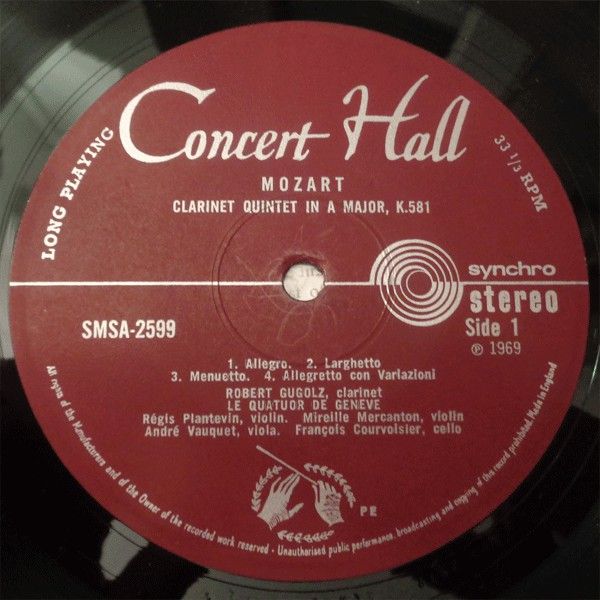 LONG PLAYING
Concert Hall
33 1/3 RPM
MOZART
CLARINET QUINTET IN A MAJOR, K.581
synchro
stereo
SMSA-2599
Side 1
℗ 1969
1. Allegro. 2. Larghetto
3. Menuetto. 4. Allegretto con Variazioni
ROBERT GUGOLZ, clarinet
LE QUATUOR DE GENEVE
Régis Plantevin, violin. Mireille Mercanton, violin
André Vauquet, viola. François Courvoisier, cello
PE
All rights of the Manufacturers and of the Owner of the recorded work reserved - Unauthorised public performance, broadcasting and copying of this record prohibited. Made in England